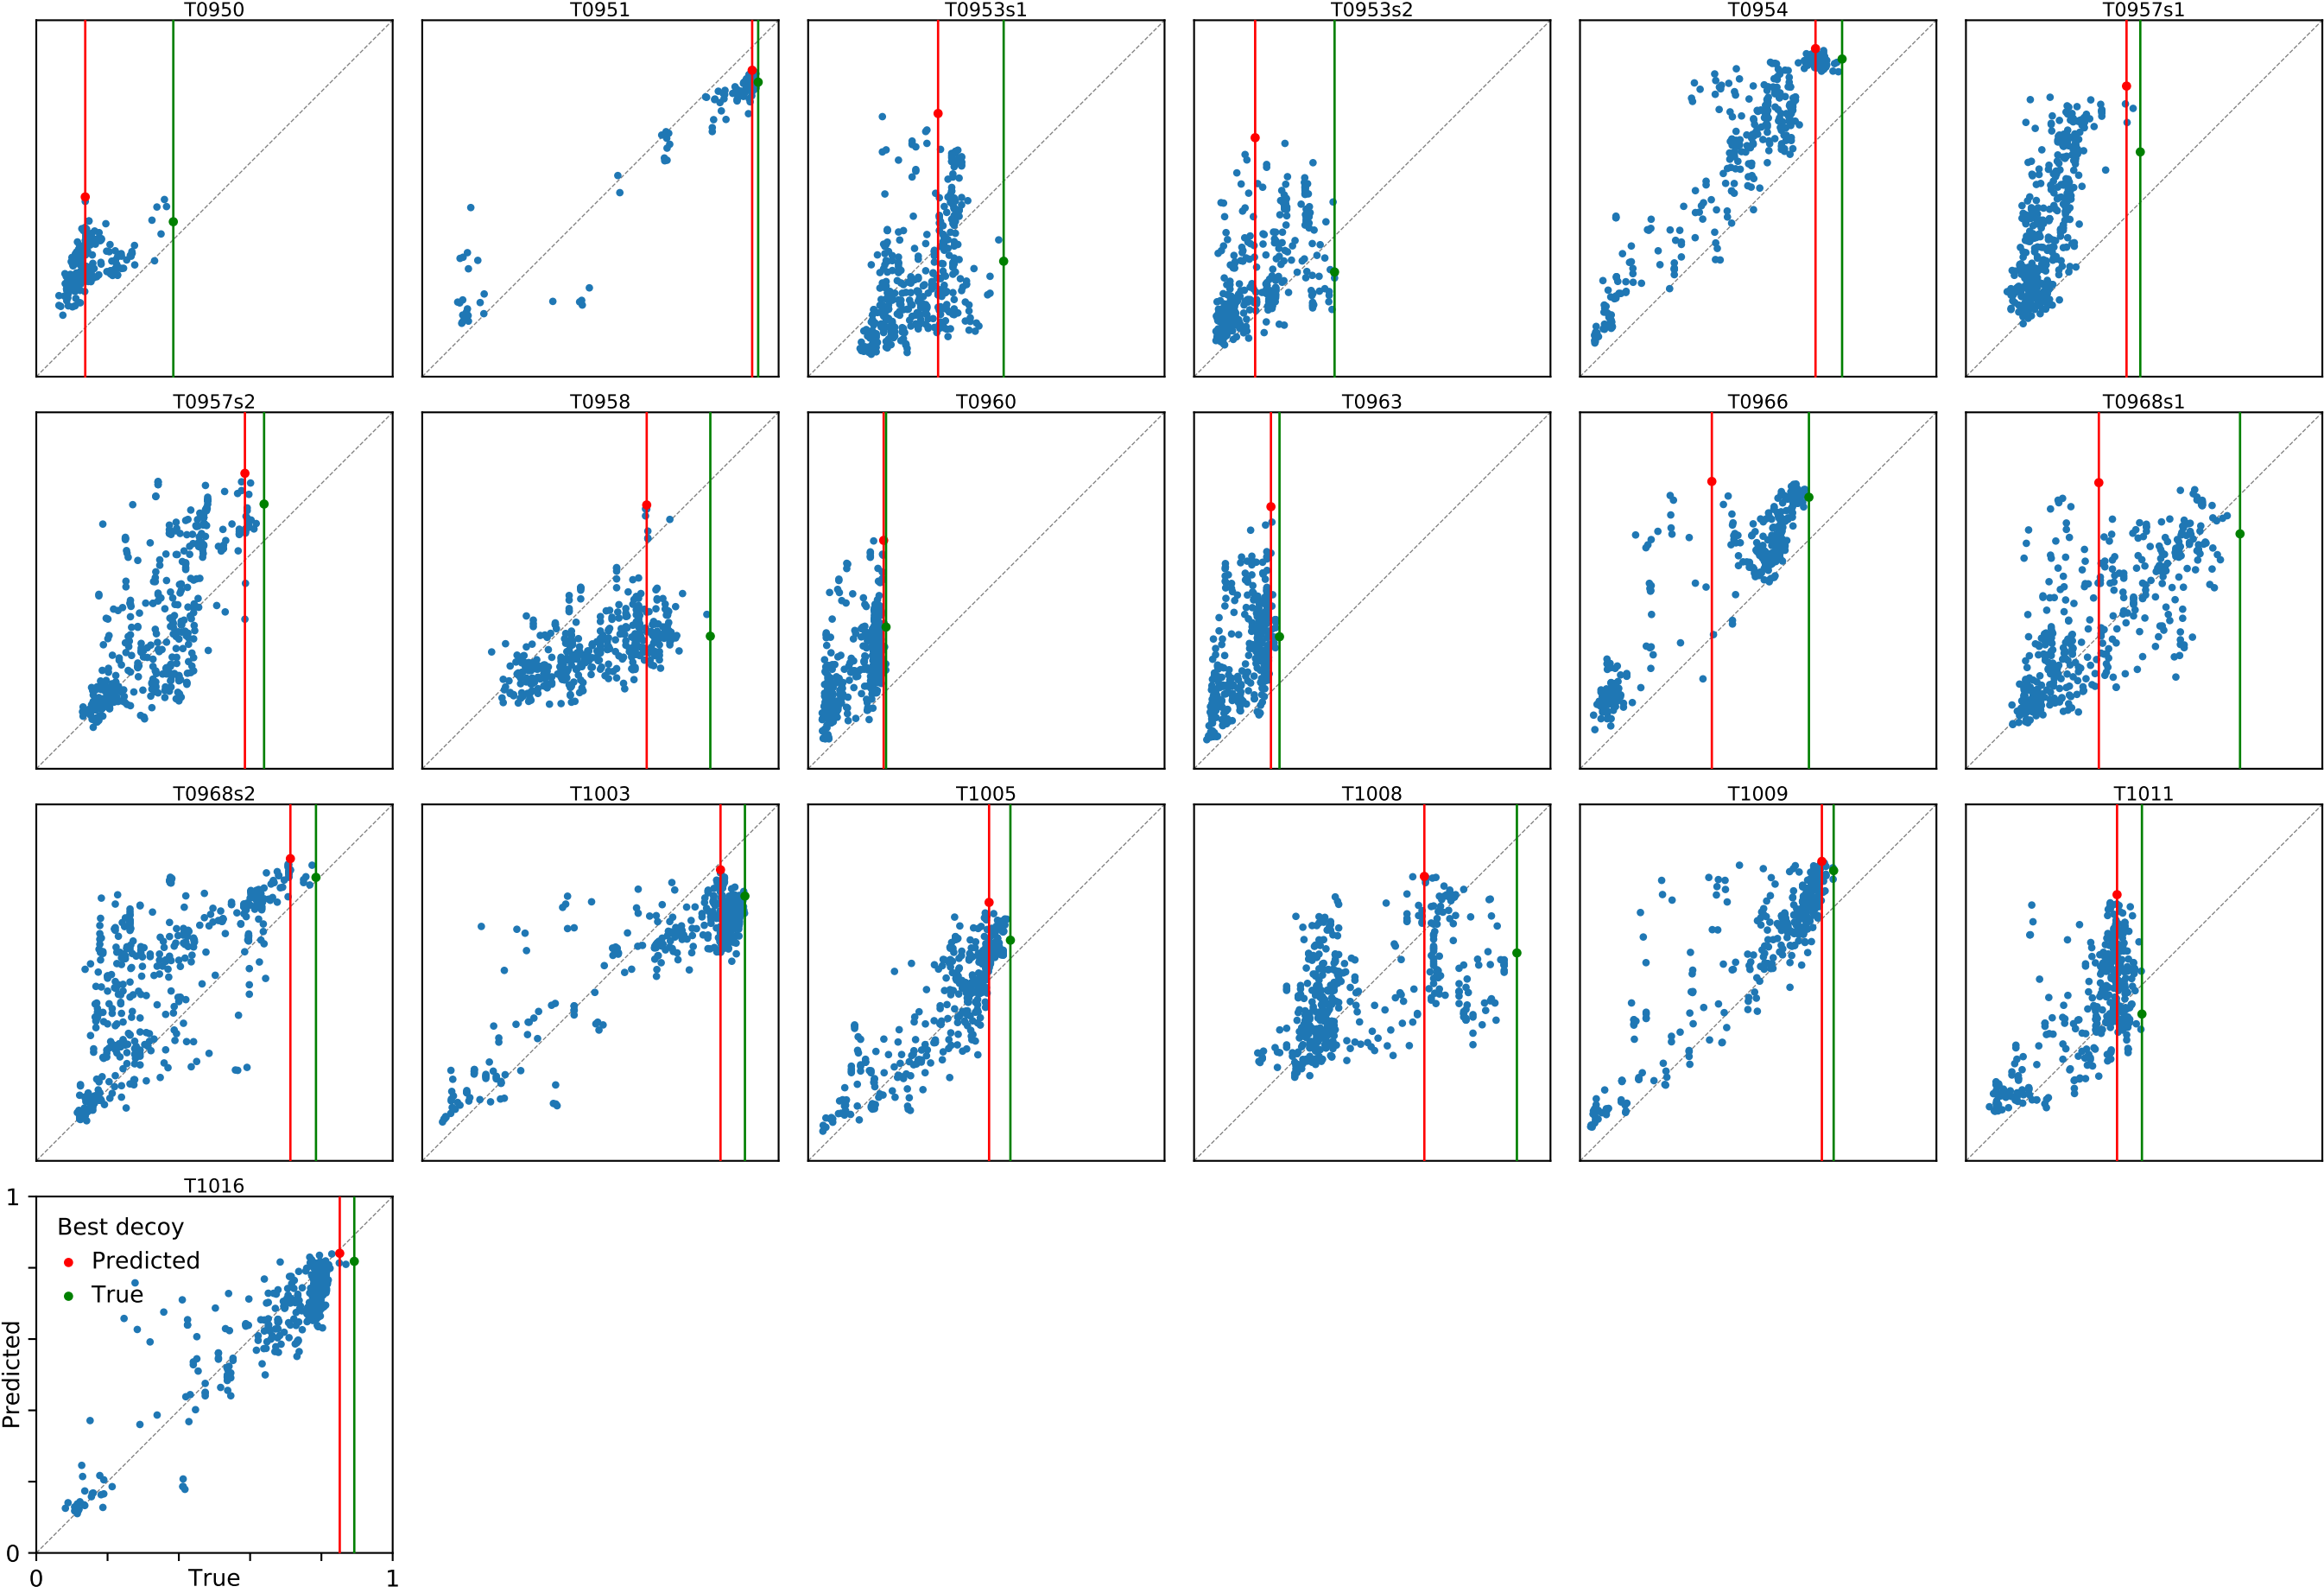 T0950 T0951 T0953s1 T0953s2 T0954 T0957s1
T0957s2 T0958 T0960 T0963 T0966 T0968s1
T0968s2 T1003 T1005 T1008 T1009 T1011
T1016
1
Best decoy
Predicted
True
Predicted
0
0 True 1